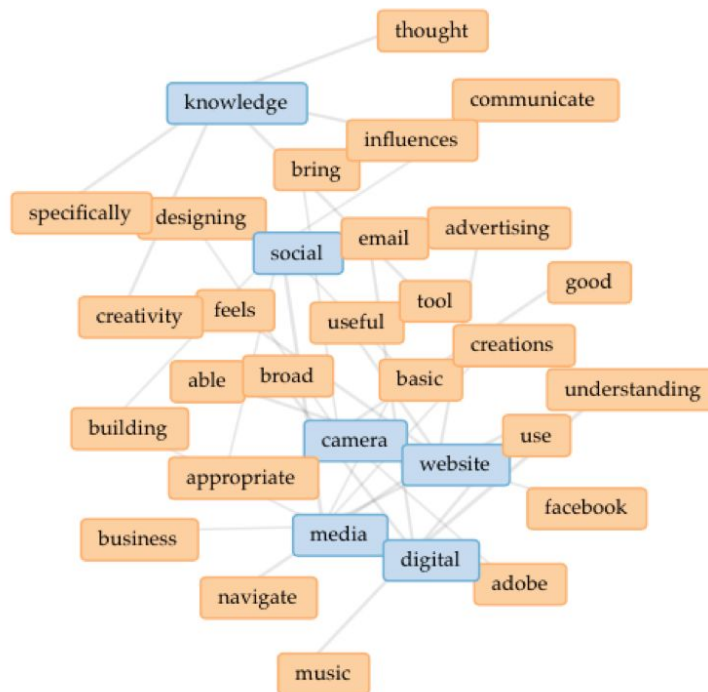 thought
knowledge
communicate
influences
bring
specifically
designing
social
email
advertising
good
creativity
feels
useful
tool
creations
able
broad
basic
understanding
building
camera
website
use
appropriate
facebook
business
media
digital
adobe
navigate
music